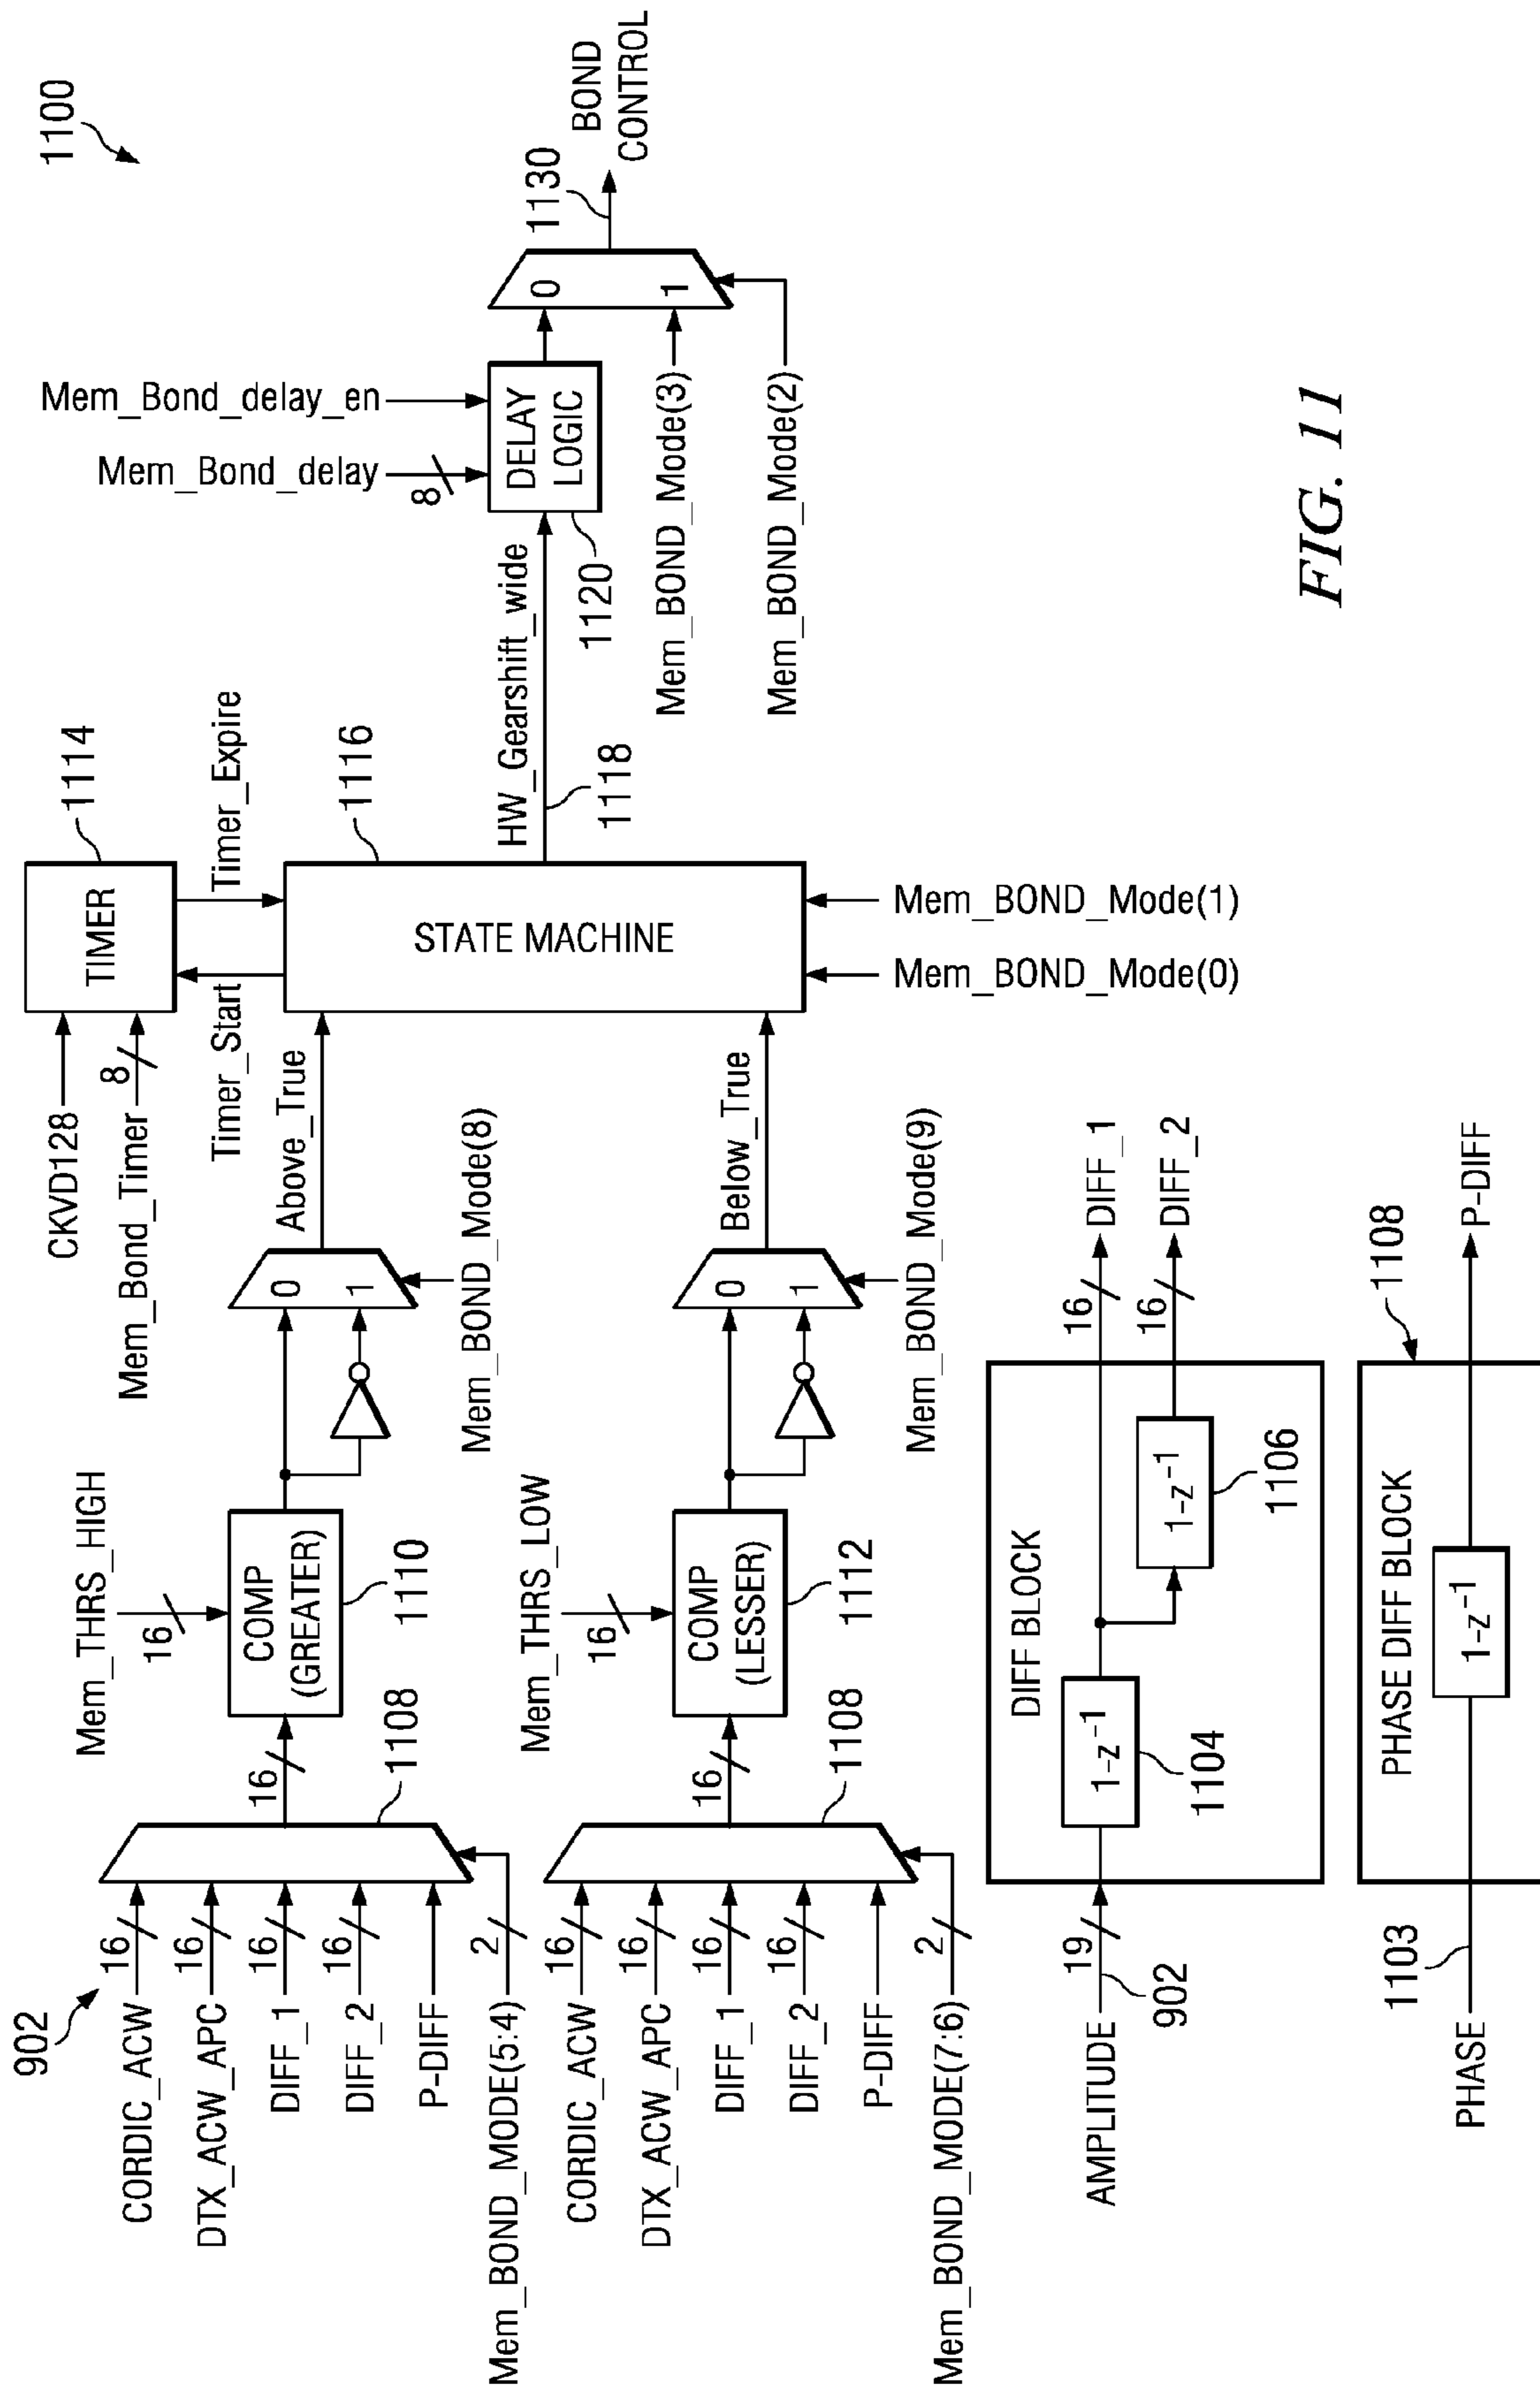 1100
902
CORDIC_ACW
16
DTX_ACW_APC
16
DIFF_1
16
DIFF_2
16
P-DIFF
Mem_BOND_MODE(5:4)
2
1108
16
Mem_THRS_HIGH
16
COMP
(GREATER)
1110
0
1
Mem_BOND_Mode(8)
Above_True
CORDIC_ACW
16
DTX_ACW_APC
16
DIFF_1
16
DIFF_2
16
P-DIFF
Mem_BOND_MODE(7:6)
2
1108
16
Mem_THRS_LOW
16
COMP
(LESSER)
1112
0
1
Mem_BOND_Mode(9)
Below_True
CKVD128
Mem_Bond_Timer
8
TIMER
1114
Timer_Start
Timer_Expire
STATE MACHINE
1116
Mem_BOND_Mode(0)
Mem_BOND_Mode(1)
HW_Gearshift_wide
1118
Mem_Bond_delay_en
Mem_Bond_delay
8
DELAY
LOGIC
1120
Mem_BOND_Mode(3)
Mem_BOND_Mode(2)
0
1
1130
BOND
CONTROL
AMPLITUDE
19
902
DIFF BLOCK
1-z-1
1104
1-z-1
1106
16
DIFF_1
16
DIFF_2
PHASE
1103
PHASE DIFF BLOCK
1-z-1
1108
P-DIFF
FIG. 11